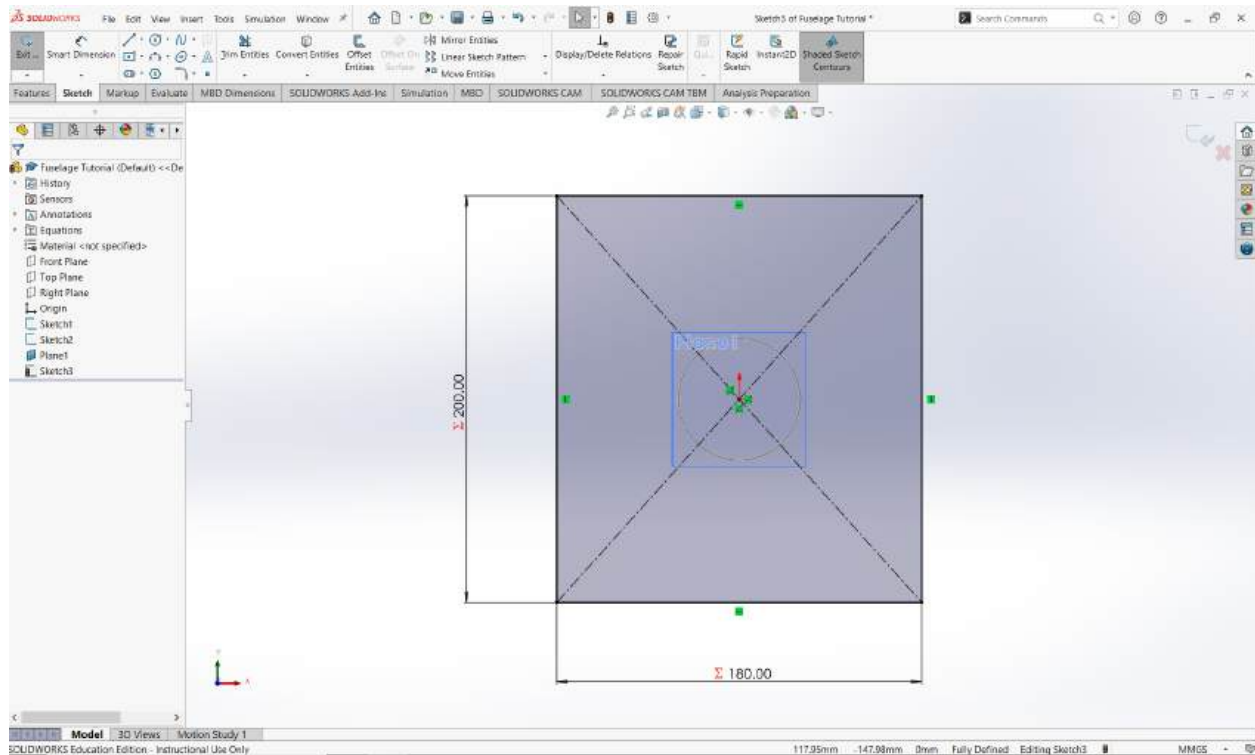 SOLIDWORKS File Edit View Insert Tools Simulation Window Sketch3 of Fuselage Tutorial * Search Commands
Exit... Smart Dimension Trim Entities Convert Entities Offset Entities Mirror Entities Linear Sketch Pattern Move Entities Display/Delete Relations Repair Sketch Rapid Sketch Instant2D Shaded Sketch Contours
Features Sketch Markup Evaluate MBD Dimensions SOLIDWORKS Add-Ins Simulation MBD SOLIDWORKS CAM SOLIDWORKS CAM TBM Analysis Preparation
Fuselage Tutorial (Default) <<De
History
Sensors
Annotations
Equations
Material <not specified>
Front Plane
Top Plane
Right Plane
Origin
Sketch1
Sketch2
Plane1
Sketch3
Plane1
Σ 200.00
Σ 180.00
Model 3D Views Motion Study 1
SOLIDWORKS Education Edition - Instructional Use Only 117.95mm -147.98mm 0mm Fully Defined Editing Sketch3 MMGS